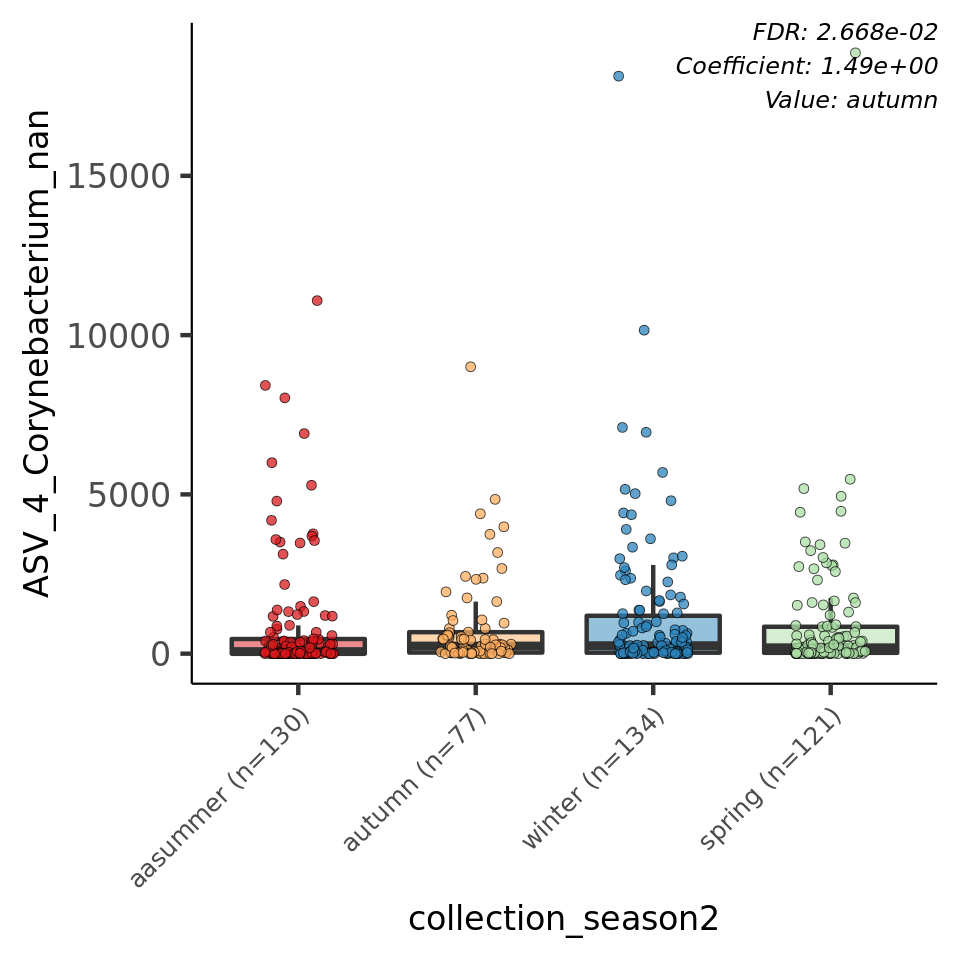 FDR: 2.668e-02
Coefficient: 1.49e+00
Value: autumn
ASV_4_Corynebacterium_nan
15000
10000
5000
0
aasummer (n=130)
autumn (n=77)
winter (n=134)
spring (n=121)
collection_season2